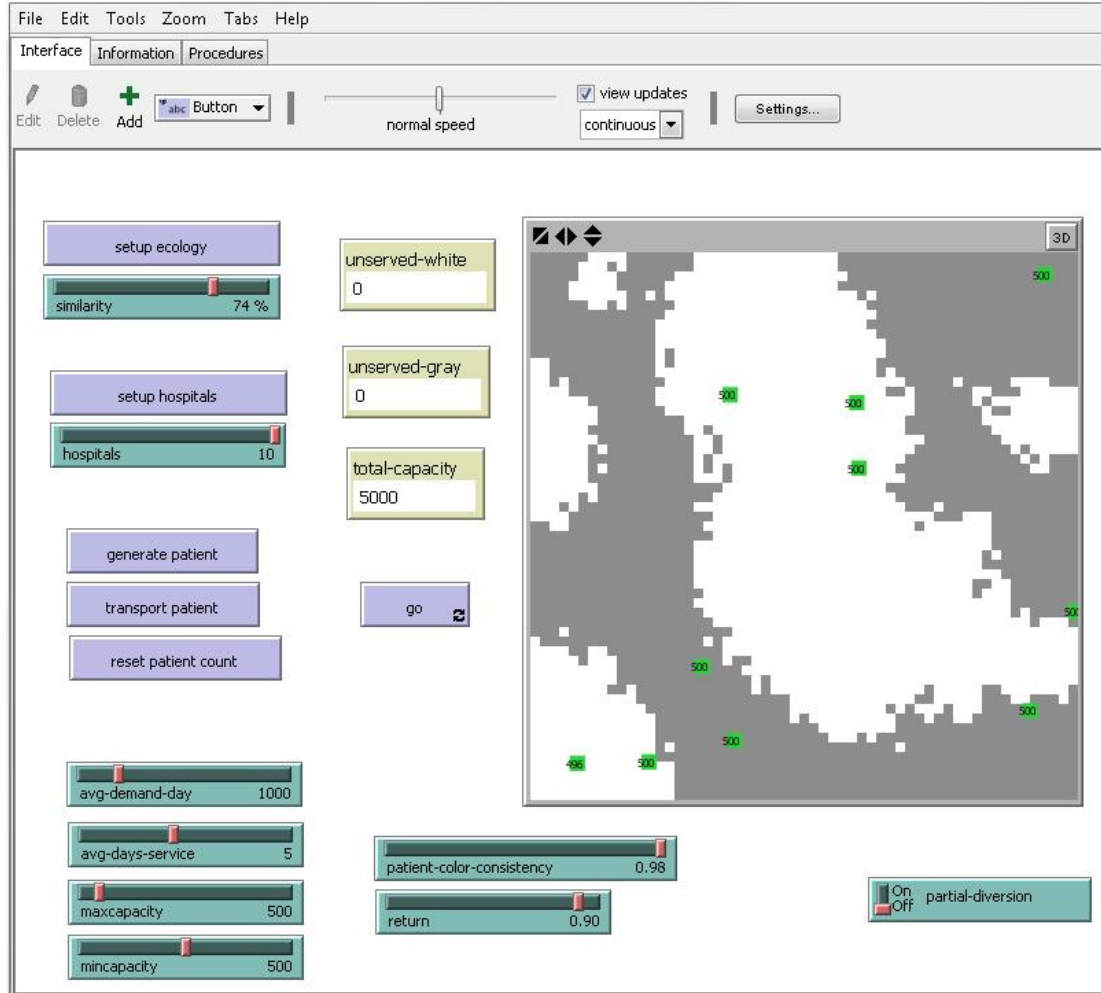 File Edit Tools Zoom Tabs Help
Interface Information Procedures
Edit Delete Add abc Button normal speed view updates continuous Settings...
setup ecology
similarity 74 %
setup hospitals
hospitals 10
generate patient
transport patient
reset patient count
unserved-white
0
unserved-gray
0
total-capacity
5000
go
3D
500
500
500
500
500
500
500
500
496 500
avg-demand-day 1000
avg-days-service 5
maxcapacity 500
mincapacity 500
patient-color-consistency 0.98
return 0.90
On
Off
partial-diversion